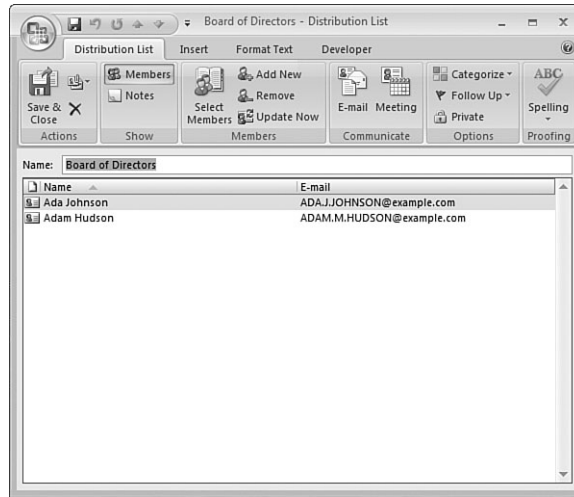 Board of Directors - Distribution List
Distribution List Insert Format Text Developer
Save & Close
Actions
Members
Notes
Show
Select Members
Add New
Remove
Update Now
Members
E-mail Meeting
Communicate
Categorize
Follow Up
Private
Options
ABC
Spelling
Proofing
Name: Board of Directors
Name E-mail
Ada Johnson ADA.J.JOHNSON@example.com
Adam Hudson ADAM.M.HUDSON@example.com